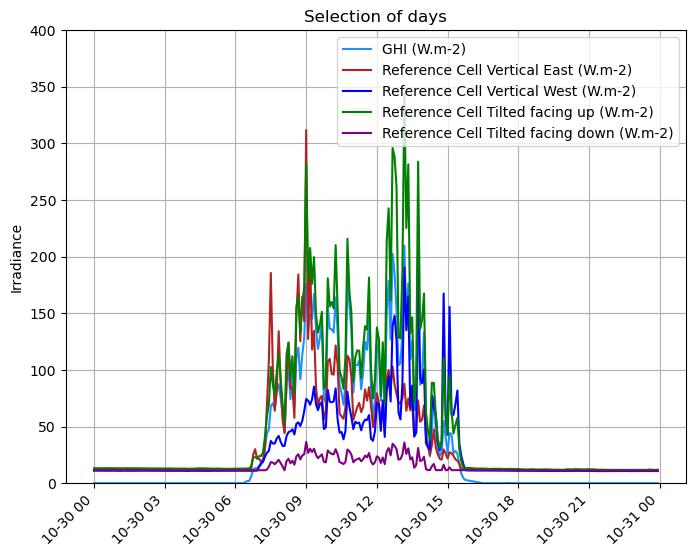 Selection of days
400
350
300
250
200
150
100
50
0
Irradiance
GHI (W.m-2)
Reference Cell Vertical East (W.m-2)
Reference Cell Vertical West (W.m-2)
Reference Cell Tilted facing up (W.m-2)
Reference Cell Tilted facing down (W.m-2)
10-30 00
10-30 03
10-30 06
10-30 09
10-30 12
10-30 15
10-30 18
10-30 21
10-31 00